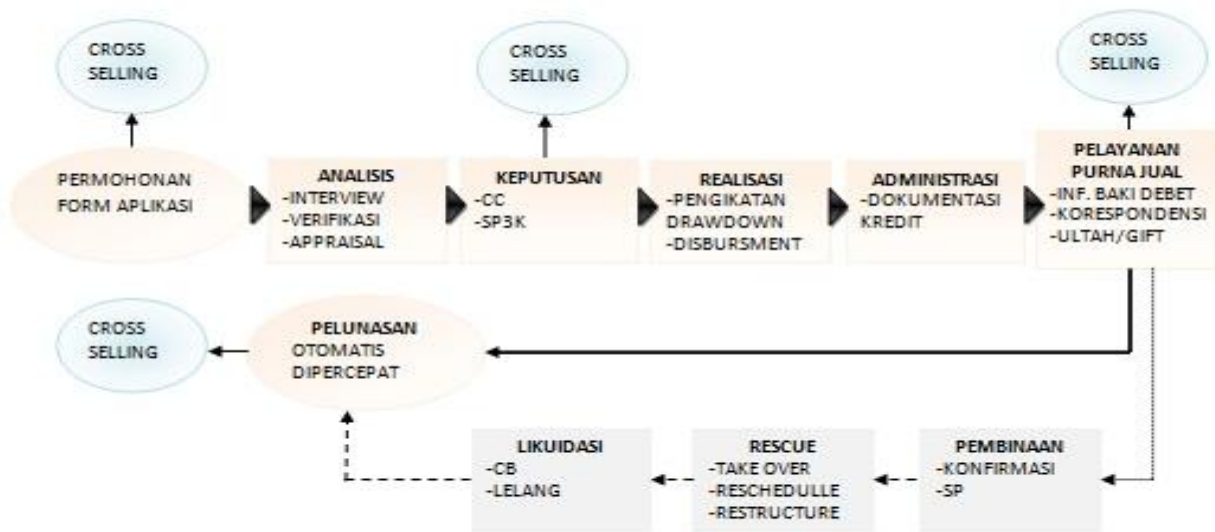 CROSS
SELLING
CROSS
SELLING
CROSS
SELLING
PERMOHONAN
FORM APLIKASI
ANALISIS
-INTERVIEW
-VERIFIKASI
-APPRAISAL
KEPUTUSAN
-CC
-SP3K
REALISASI
-PENGIKATAN
DRAWDOWN
-DISBURSMENT
ADMINISTRASI
-DOKUMENTASI
KREDIT
PELAYANAN
PURNA JUAL
-INF. BAKI DEBET
-KORESPONDENSI
-ULTAH/GIFT
CROSS
SELLING
PELUNASAN
OTOMATIS
DIPERCEPAT
LIKUIDASI
-CB
-LELANG
RESCUE
-TAKE OVER
-RESCHEDULLE
-RESTRUCTURE
PEMBINAAN
-KONFIRMASI
-SP